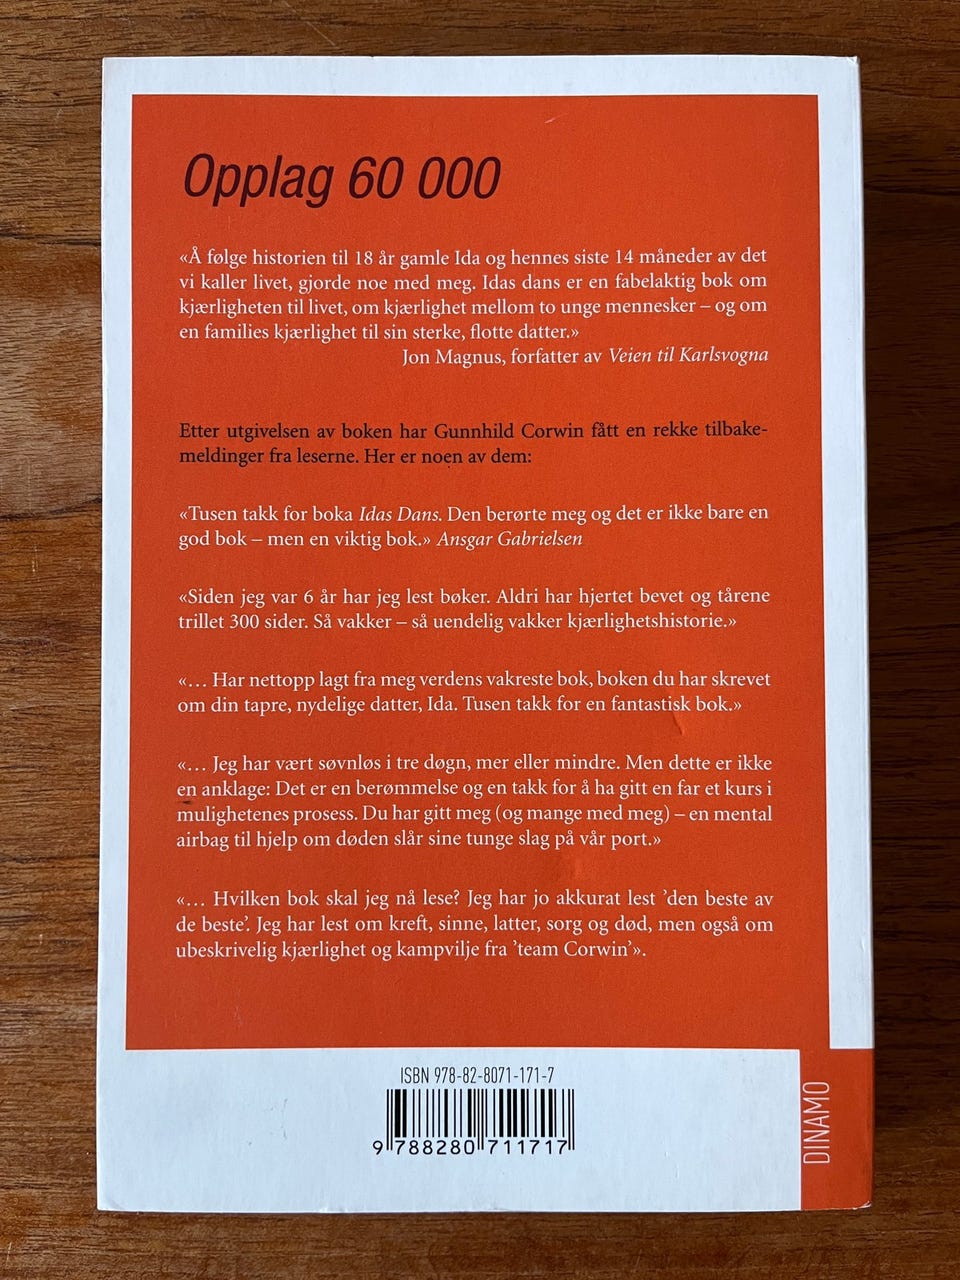 Opplag 60 000
«Å følge historien til 18 år gamle Ida og hennes siste 14 måneder av det
vi kaller livet, gjorde noe med meg. Idas dans er en fabelaktig bok om
kjærligheten til livet, om kjærlighet mellom to unge mennesker – og om
en families kjærlighet til sin sterke, flotte datter.»
Jon Magnus, forfatter av Veien til Karlsvogna
Etter utgivelsen av boken har Gunnhild Corwin fått en rekke tilbake-
meldinger fra leserne. Her er noen av dem:
«Tusen takk for boka Idas Dans. Den berørte meg og det er ikke bare en
god bok – men en viktig bok.» Ansgar Gabrielsen
«Siden jeg var 6 år har jeg lest bøker. Aldri har hjertet bevet og tårene
trillet 300 sider. Så vakker – så uendelig vakker kjærlighetshistorie.»
«… Har nettopp lagt fra meg verdens vakreste bok, boken du har skrevet
om din tapre, nydelige datter, Ida. Tusen takk for en fantastisk bok.»
«… Jeg har vært søvnløs i tre døgn, mer eller mindre. Men dette er ikke
en anklage: Det er en berømmelse og en takk for å ha gitt en far et kurs i
mulighetenes prosess. Du har gitt meg (og mange med meg) – en mental
airbag til hjelp om døden slår sine tunge slag på vår port.»
«… Hvilken bok skal jeg nå lese? Jeg har jo akkurat lest ’den beste av
de beste’. Jeg har lest om kreft, sinne, latter, sorg og død, men også om
ubeskrivelig kjærlighet og kampvilje fra ’team Corwin’».
ISBN 978-82-8071-171-7
9 788280 711717
DINAMO